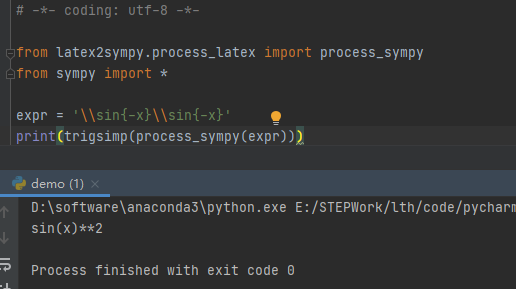 # -*- coding: utf-8 -*-
from latex2sympy.process_latex import process_sympy
from sympy import *
expr = '\\sin{-x}\\sin{-x}'
print(trigsimp(process_sympy(expr)))
demo (1) ×
D:\software\anaconda3\python.exe E:/STEPWork/lth/code/pycharm
sin(x)**2
Process finished with exit code 0